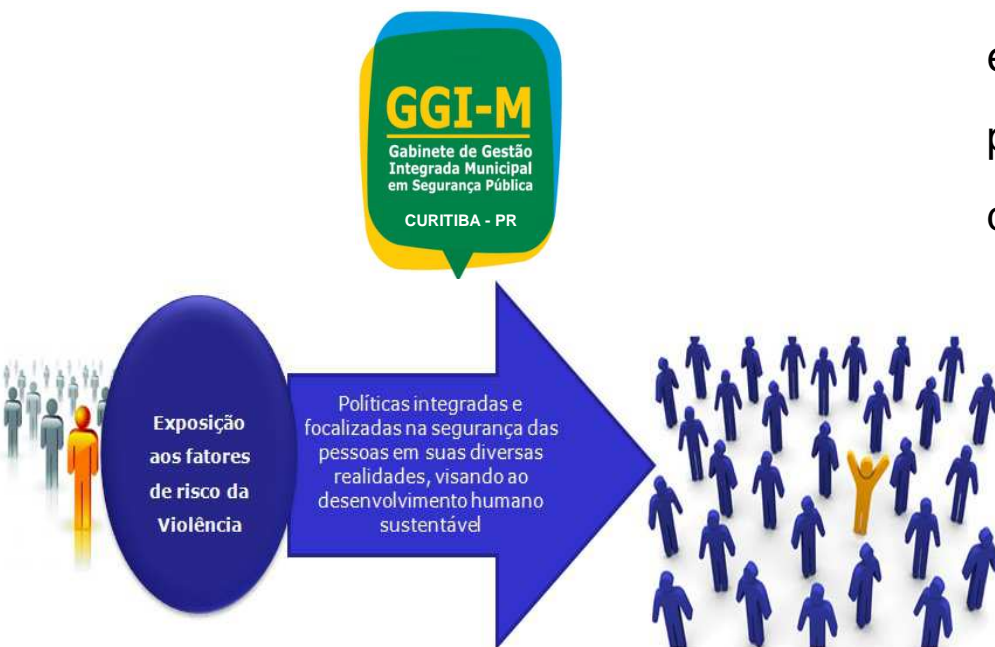 GGI-M
Gabinete de Gestão
Integrada Municipal
em Segurança Pública
CURITIBA - PR
Exposição
aos fatores
de risco da
Violência
Políticas integradas e
focalizadas na segurança das
pessoas em suas diversas
realidades, visando ao
desenvolvimento humano
sustentável